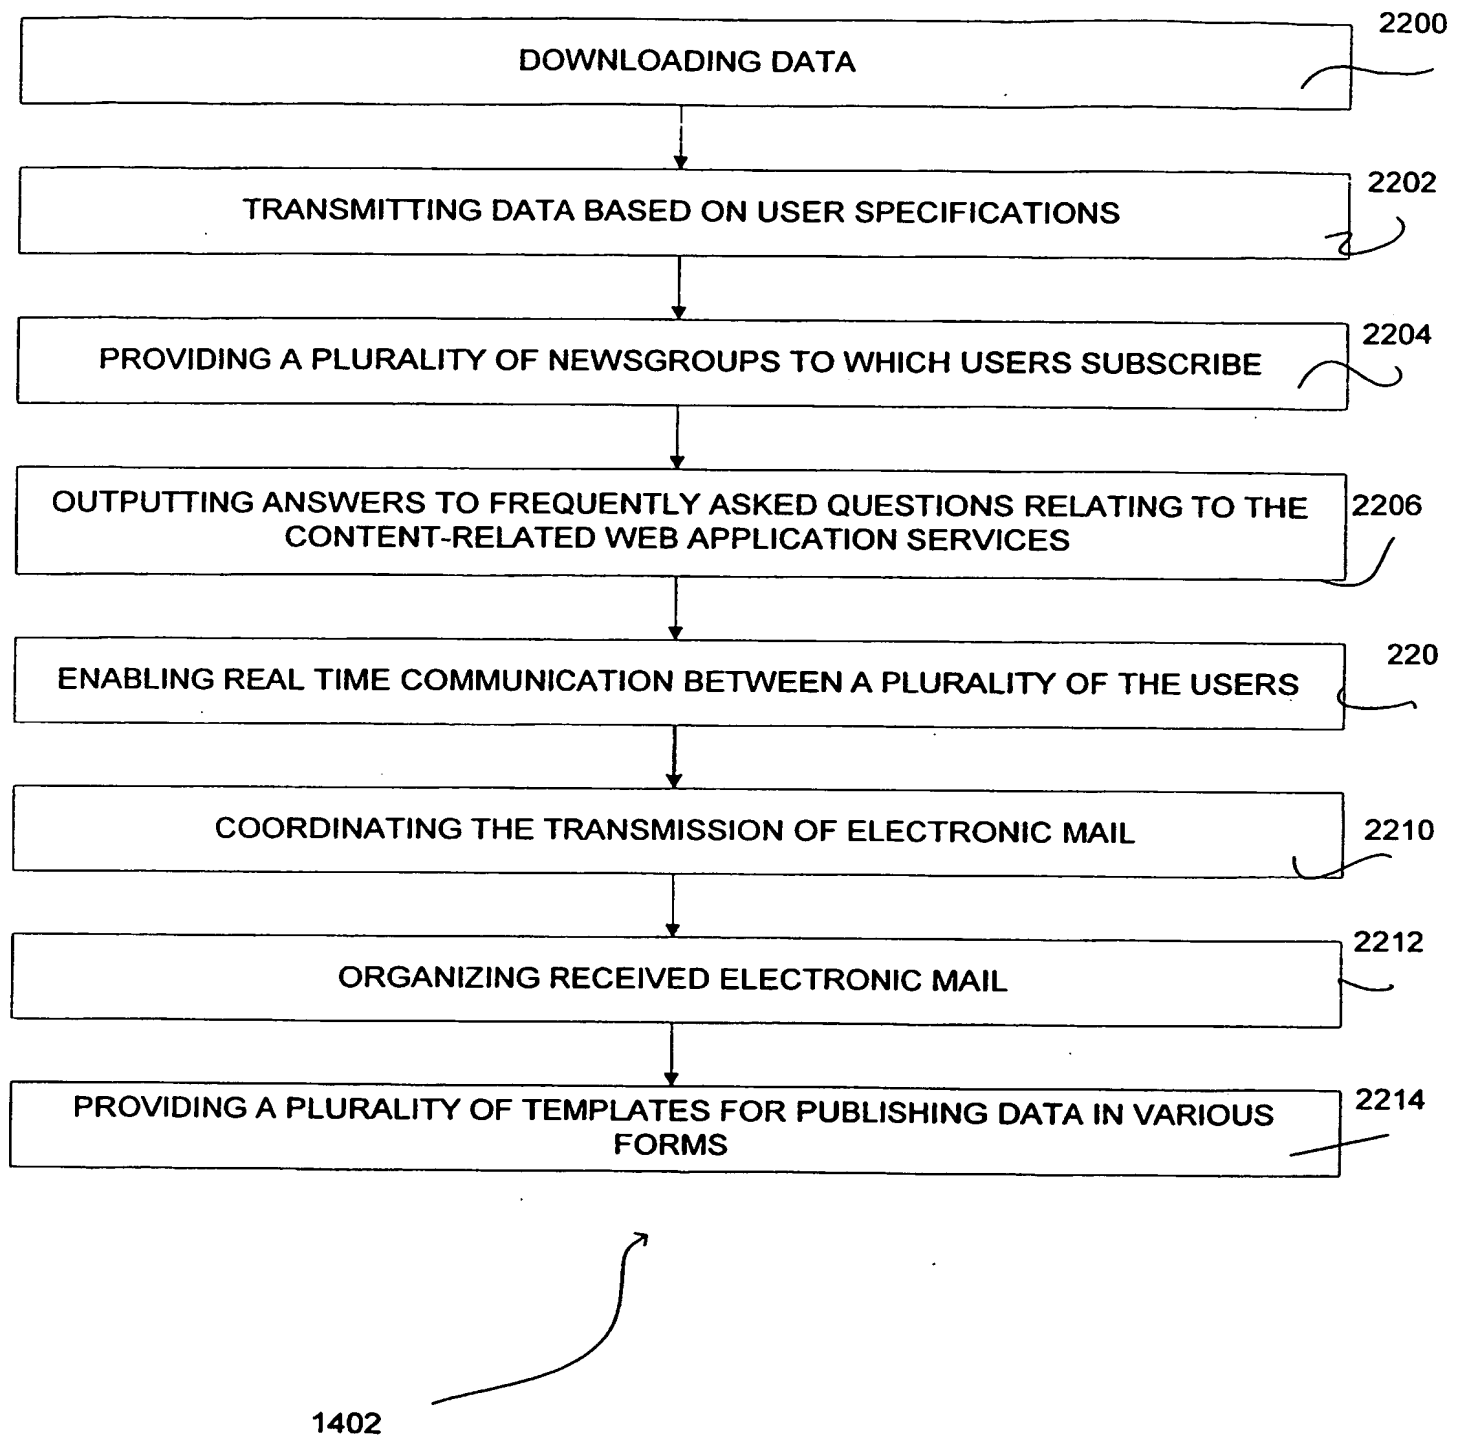 2200
DOWNLOADING DATA
2202
TRANSMITTING DATA BASED ON USER SPECIFICATIONS
2204
PROVIDING A PLURALITY OF NEWSGROUPS TO WHICH USERS SUBSCRIBE
2206
OUTPUTTING ANSWERS TO FREQUENTLY ASKED QUESTIONS RELATING TO THE
CONTENT-RELATED WEB APPLICATION SERVICES
220
ENABLING REAL TIME COMMUNICATION BETWEEN A PLURALITY OF THE USERS
2210
COORDINATING THE TRANSMISSION OF ELECTRONIC MAIL
2212
ORGANIZING RECEIVED ELECTRONIC MAIL
2214
PROVIDING A PLURALITY OF TEMPLATES FOR PUBLISHING DATA IN VARIOUS
FORMS
1402